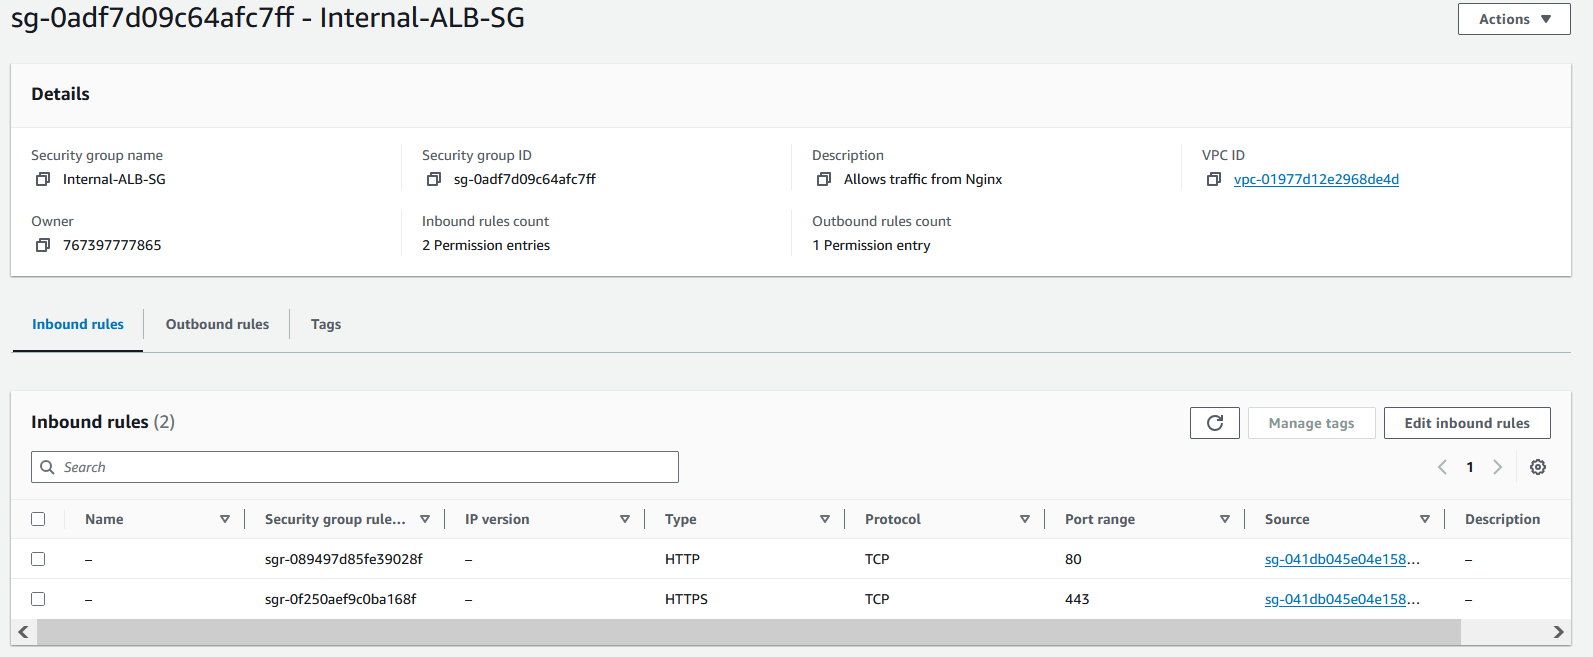 sg-0adf7d09c64afc7ff - Internal-ALB-SG
Actions
Details
Security group name
Security group ID
Description
VPC ID
Internal-ALB-SG
sg-0adf7d09c64afc7ff
Allows traffic from Nginx
vpc-01977d12e2968de4d
Owner
Inbound rules count
Outbound rules count
767397777865
2 Permission entries
1 Permission entry
Inbound rules
Outbound rules
Tags
Inbound rules (2)
Manage tags
Edit inbound rules
Search
1
Name
Security group rule...
IP version
Type
Protocol
Port range
Source
Description
–
sgr-089497d85fe39028f
–
HTTP
TCP
80
sg-041db045e04e158...
–
–
sgr-0f250aef9c0ba168f
–
HTTPS
TCP
443
sg-041db045e04e158...
–